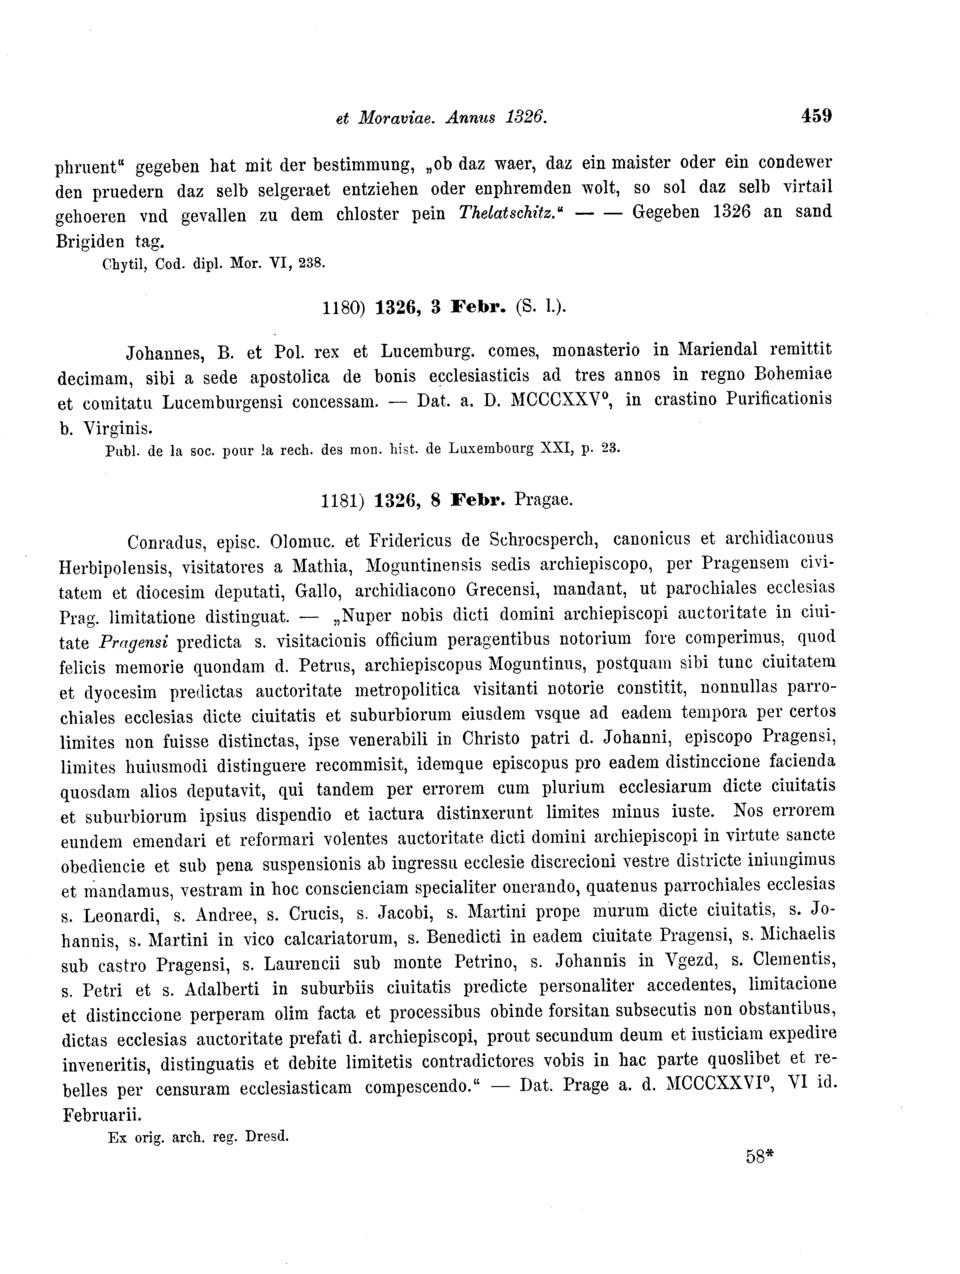 et Moraviae. Annus 1326. 459
phruent“ gegeben hat mit der bestimmung, „ob daz waer, daz ein maister oder ein condewer
den pruedern daz selb selgeraet entziehen oder enphremden wolt, so sol daz selb virtail
gehoeren vnd gevallen zu dem chloster pein Thelatschitz.“ — — Gegeben 1326 an sand
Brigiden tag.
Chytil, Cod. dipl. Mor. VI, 238.
1180) 1326, 3 Febr. (S. l.).
Johannes, B. et Pol. rex et Lucemburg. comes, monasterio in Mariendal remittit
decimam, sibi a sede apostolica de bonis ecclesiasticis ad tres annos in regno Bohemiae
et comitatu Lucemburgensi concessam. — Dat. a. D. MCCCXXV⁰, in crastino Purificationis
b. Virginis.
Publ. de la soc. pour la rech. des mon. hist. de Luxembourg XXI, p. 23.
1181) 1326, 8 Febr. Pragae.
Conradus, episc. Olomuc. et Fridericus de Schrocsperch, canonicus et archidiaconus
Herbipolensis, visitatores a Mathia, Moguntinensis sedis archiepiscopo, per Pragensem civi-
tatem et diocesim deputati, Gallo, archidiacono Grecensi, mandant, ut parochiales ecclesias
Prag. limitatione distinguat. — „Nuper nobis dicti domini archiepiscopi auctoritate in ciui-
tate Pragensi predicta s. visitacionis officium peragentibus notorium fore comperimus, quod
felicis memorie quondam d. Petrus, archiepiscopus Moguntinus, postquam sibi tunc ciuitatem
et dyocesim predictas auctoritate metropolitica visitanti notorie constitit, nonnullas parro-
chiales ecclesias dicte ciuitatis et suburbiorum eiusdem vsque ad eadem tempora per certos
limites non fuisse distinctas, ipse venerabili in Christo patri d. Johanni, episcopo Pragensi,
limites huiusmodi distinguere recommisit, idemque episcopus pro eadem distinccione facienda
quosdam alios deputavit, qui tandem per errorem cum plurium ecclesiarum dicte ciuitatis
et suburbiorum ipsius dispendio et iactura distinxerunt limites minus iuste. Nos errorem
eundem emendari et reformari volentes auctoritate dicti domini archiepiscopi in virtute sancte
obediencie et sub pena suspensionis ab ingressu ecclesie discrecioni vestre districte iniungimus
et mandamus, vestram in hoc conscienciam specialiter onerando, quatenus parrochiales ecclesias
s. Leonardi, s. Andree, s. Crucis, s. Jacobi, s. Martini prope murum dicte ciuitatis, s. Jo-
hannis, s. Martini in vico calcariatorum, s. Benedicti in eadem ciuitate Pragensi, s. Michaelis
sub castro Pragensi, s. Laurencii sub monte Petrino, s. Johannis in Vgezd, s. Clementis,
s. Petri et s. Adalberti in suburbiis ciuitatis predicte personaliter accedentes, limitacione
et distinccione perperam olim facta et processibus obinde forsitan subsecutis non obstantibus,
dictas ecclesias auctoritate prefati d. archiepiscopi, prout secundum deum et iusticiam expedire
inveneritis, distinguatis et debite limitetis contradictores vobis in hac parte quoslibet et re-
belles per censuram ecclesiasticam compescendo.“ — Dat. Prage a. d. MCCCXXVI⁰, VI id.
Februarii.
Ex orig. arch. reg. Dresd.
58*